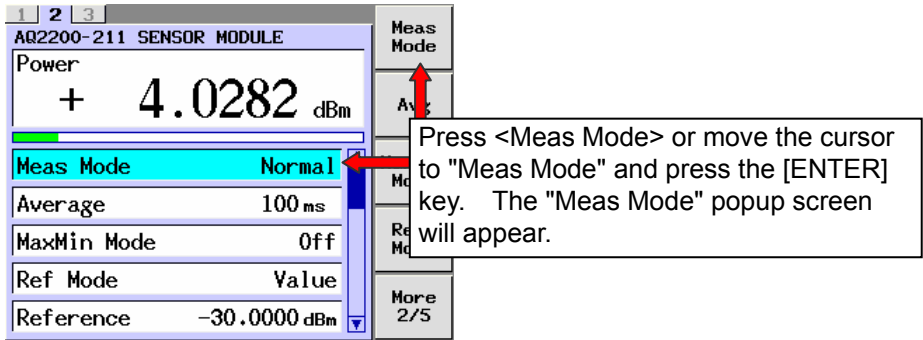 1 2 3
AQ2200-211 SENSOR MODULE
Power
+ 4.0282 dBm
Meas Mode Normal
Average 100 ms
MaxMin Mode Off
Ref Mode Value
Reference -30.0000 dBm
Meas
Mode
Press <Meas Mode> or move the cursor
to "Meas Mode" and press the [ENTER]
key. The "Meas Mode" popup screen
will appear.
More
2/5